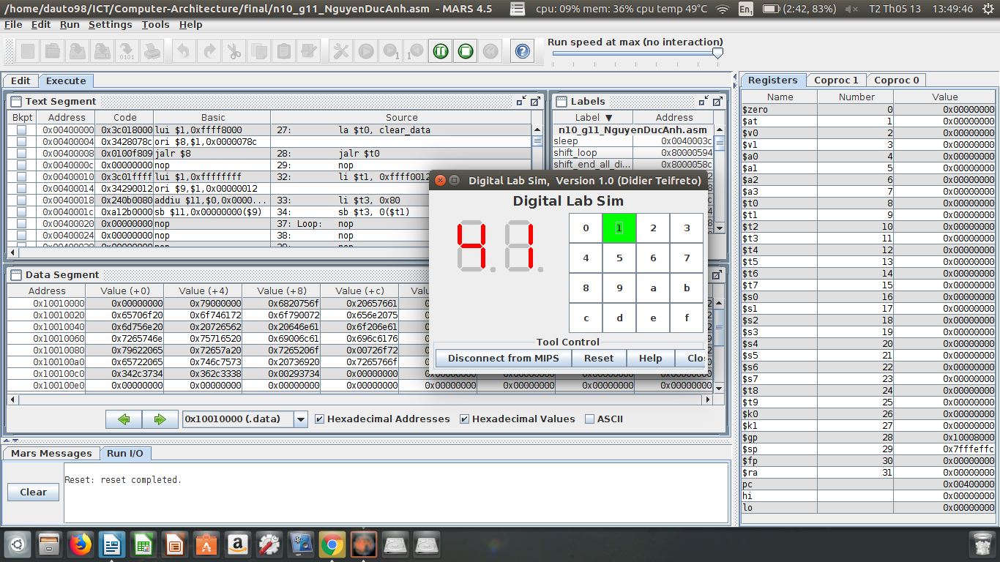 /home/dauto98/ICT/Computer-Architecture/final/n10_g11_NguyenDucAnh.asm - MARS 4.5
cpu: 09% mem: 36% cpu temp 49°C
En1
(2:42, 83%)
T2 Th05 13 13:49:46
File Edit Run Settings Tools Help
Run speed at max (no interaction)
Edit Execute
Text Segment
Bkpt Address Code Basic Source
0x00400000 0x3c018000 lui $1,0xffff8000 27: la $t0, clear_data
0x00400004 0x3428078c ori $8,$1,0x0000078c
0x00400008 0x0100f809 jalr $8 28: jalr $t0
0x0040000c 0x00000000 nop 29: nop
0x00400010 0x3c01ffff lui $1,0xffffffff 32: li $t1, 0xffff0012
0x00400014 0x34290012 ori $9,$1,0x00000012
0x00400018 0x240b0080 addiu $11,$0,0x0000... 33: li $t3, 0x80
0x0040001c 0xa12b0000 sb $11,0x00000000($9) 34: sb $t3, 0($t1)
0x00400020 0x00000000 nop 37: Loop: nop
0x00400024 0x00000000 nop 38: nop
Labels
Label ▼ Address
n10_g11_NguyenDucAnh.asm
sleep 0x0040003c
shift_loop 0x80000594
shift_end_all_di... 0x8000058c
Digital Lab Sim, Version 1.0 (Didier Teifreto)
Digital Lab Sim
41
0 1 2 3
4 5 6 7
8 9 a b
c d e f
Tool Control
Disconnect from MIPS Reset Help Clo
Data Segment
Address Value (+0) Value (+4) Value (+8) Value (+c) Valu
0x10010000 0x00000000 0x79000000 0x6820756f 0x20657661
0x10010020 0x65706f20 0x6f746172 0x6f790072 0x656e2075
0x10010040 0x6d756e20 0x20726562 0x20646e61 0x6f206e61
0x10010060 0x7265746e 0x75716520 0x69006c61 0x696c6176
0x10010080 0x79622065 0x72657a20 0x7265206f 0x00726f72
0x100100a0 0x65722065 0x746c7573 0x20736920 0x7265766f
0x100100c0 0x342c3734 0x362c3338 0x00293734 0x00000000
0x100100e0 0x00000000 0x00000000 0x00000000 0x00000000 0x00000000 0x00000000 0x00000000 0x00000000
0x10010000 (.data)
Hexadecimal Addresses
Hexadecimal Values
ASCII
Mars Messages Run I/O
Reset: reset completed.
Clear
Registers Coproc 1 Coproc 0
Name Number Value
$zero 0 0x00000000
$at 1 0x00000000
$v0 2 0x00000000
$v1 3 0x00000000
$a0 4 0x00000000
$a1 5 0x00000000
$a2 6 0x00000000
$a3 7 0x00000000
$t0 8 0x00000000
$t1 9 0x00000000
$t2 10 0x00000000
$t3 11 0x00000000
$t4 12 0x00000000
$t5 13 0x00000000
$t6 14 0x00000000
$t7 15 0x00000000
$s0 16 0x00000000
$s1 17 0x00000000
$s2 18 0x00000000
$s3 19 0x00000000
$s4 20 0x00000000
$s5 21 0x00000000
$s6 22 0x00000000
$s7 23 0x00000000
$t8 24 0x00000000
$t9 25 0x00000000
$k0 26 0x00000000
$k1 27 0x00000000
$gp 28 0x10008000
$sp 29 0x7fffeffc
$fp 30 0x00000000
$ra 31 0x00000000
pc 0x00400000
hi 0x00000000
lo 0x00000000